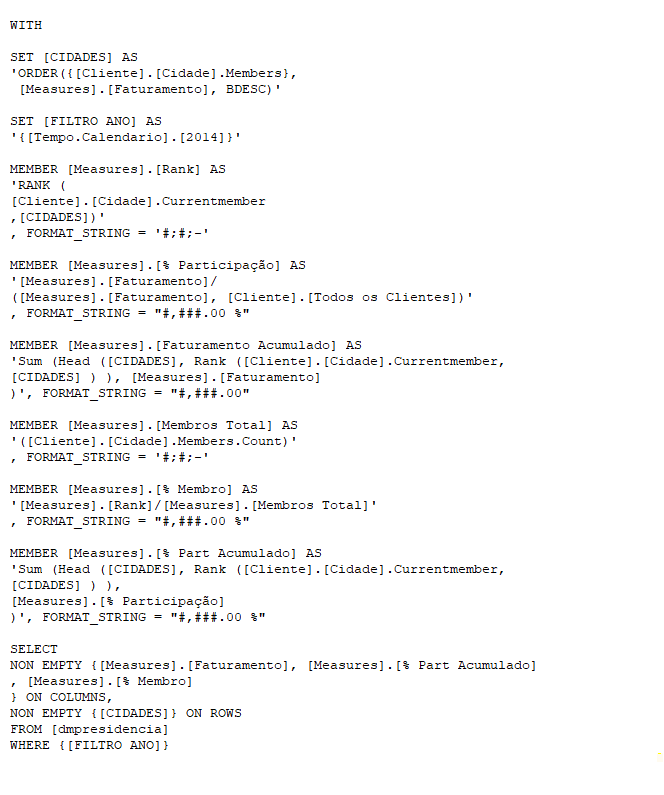 WITH
SET [CIDADES] AS
'ORDER({[Cliente].[Cidade].Members},
[Measures].[Faturamento], BDESC)'
SET [FILTRO ANO] AS
'{[Tempo.Calendario].[2014]}'
MEMBER [Measures].[Rank] AS
'RANK (
[Cliente].[Cidade].Currentmember
,[CIDADES])'
, FORMAT_STRING = '#;#;-'
MEMBER [Measures].[% Participação] AS
'[Measures].[Faturamento]/
([Measures].[Faturamento], [Cliente].[Todos os Clientes])'
, FORMAT_STRING = "#,###.00 %"
MEMBER [Measures].[Faturamento Acumulado] AS
'Sum (Head ([CIDADES], Rank ([Cliente].[Cidade].Currentmember,
[CIDADES] ) ), [Measures].[Faturamento]
)', FORMAT_STRING = "#,###.00"
MEMBER [Measures].[Membros Total] AS
'([Cliente].[Cidade].Members.Count)'
, FORMAT_STRING = '#;#;-'
MEMBER [Measures].[% Membro] AS
'[Measures].[Rank]/[Measures].[Membros Total]'
, FORMAT_STRING = "#,###.00 %"
MEMBER [Measures].[% Part Acumulado] AS
'Sum (Head ([CIDADES], Rank ([Cliente].[Cidade].Currentmember,
[CIDADES] ) ),
[Measures].[% Participação]
)', FORMAT_STRING = "#,###.00 %"
SELECT
NON EMPTY {[Measures].[Faturamento], [Measures].[% Part Acumulado]
, [Measures].[% Membro]
} ON COLUMNS,
NON EMPTY {[CIDADES]} ON ROWS
FROM [dmpresidencia]
WHERE {[FILTRO ANO]}